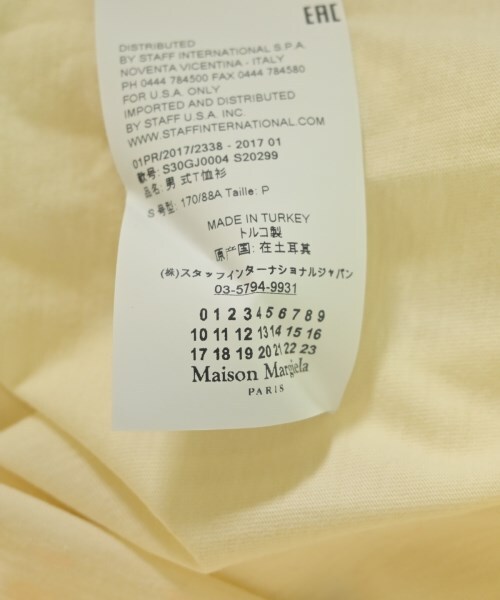 EAC
DISTRIBUTED
BY STAFF INTERNATIONAL S.P.A.
NOVENTA VICENTINA - ITALY
PH 0444 784500 FAX 0444 784580
FOR U.S.A. ONLY
IMPORTED AND DISTRIBUTED
BY STAFF U.S.A. INC.
WWW.STAFFINTERNATIONAL.COM
01PR/2017/2338 - 2017 01
款号: S30GJ0004 S20299
品名: 男式T恤衫
S 号型: 170/88A Taille: P
MADE IN TURKEY
トルコ製
原产国: 在土耳其
(株)スタッフインターナショナルジャパン
03-5794-9931
0 1 2 3 4 5 6 7 8 9
10 11 12 13 14 15 16
17 18 19 20 21 22 23
Maison Margiela
PARIS